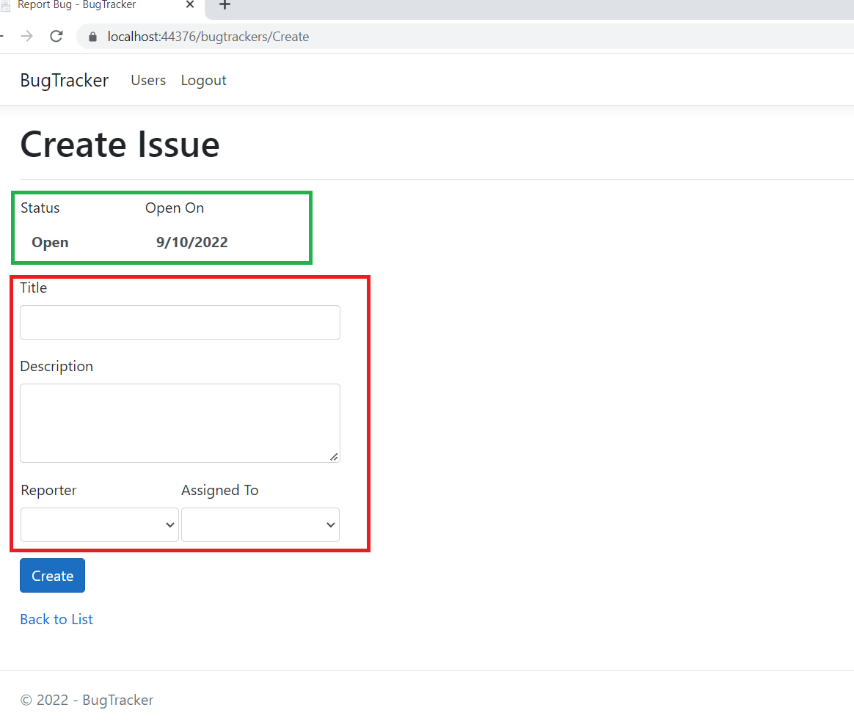 Report Bug - BugTracker
localhost:44376/bugtrackers/Create
BugTracker Users Logout
Create Issue
Status Open On
Open 9/10/2022
Title
Description
Reporter Assigned To
Create
Back to List
© 2022 - BugTracker